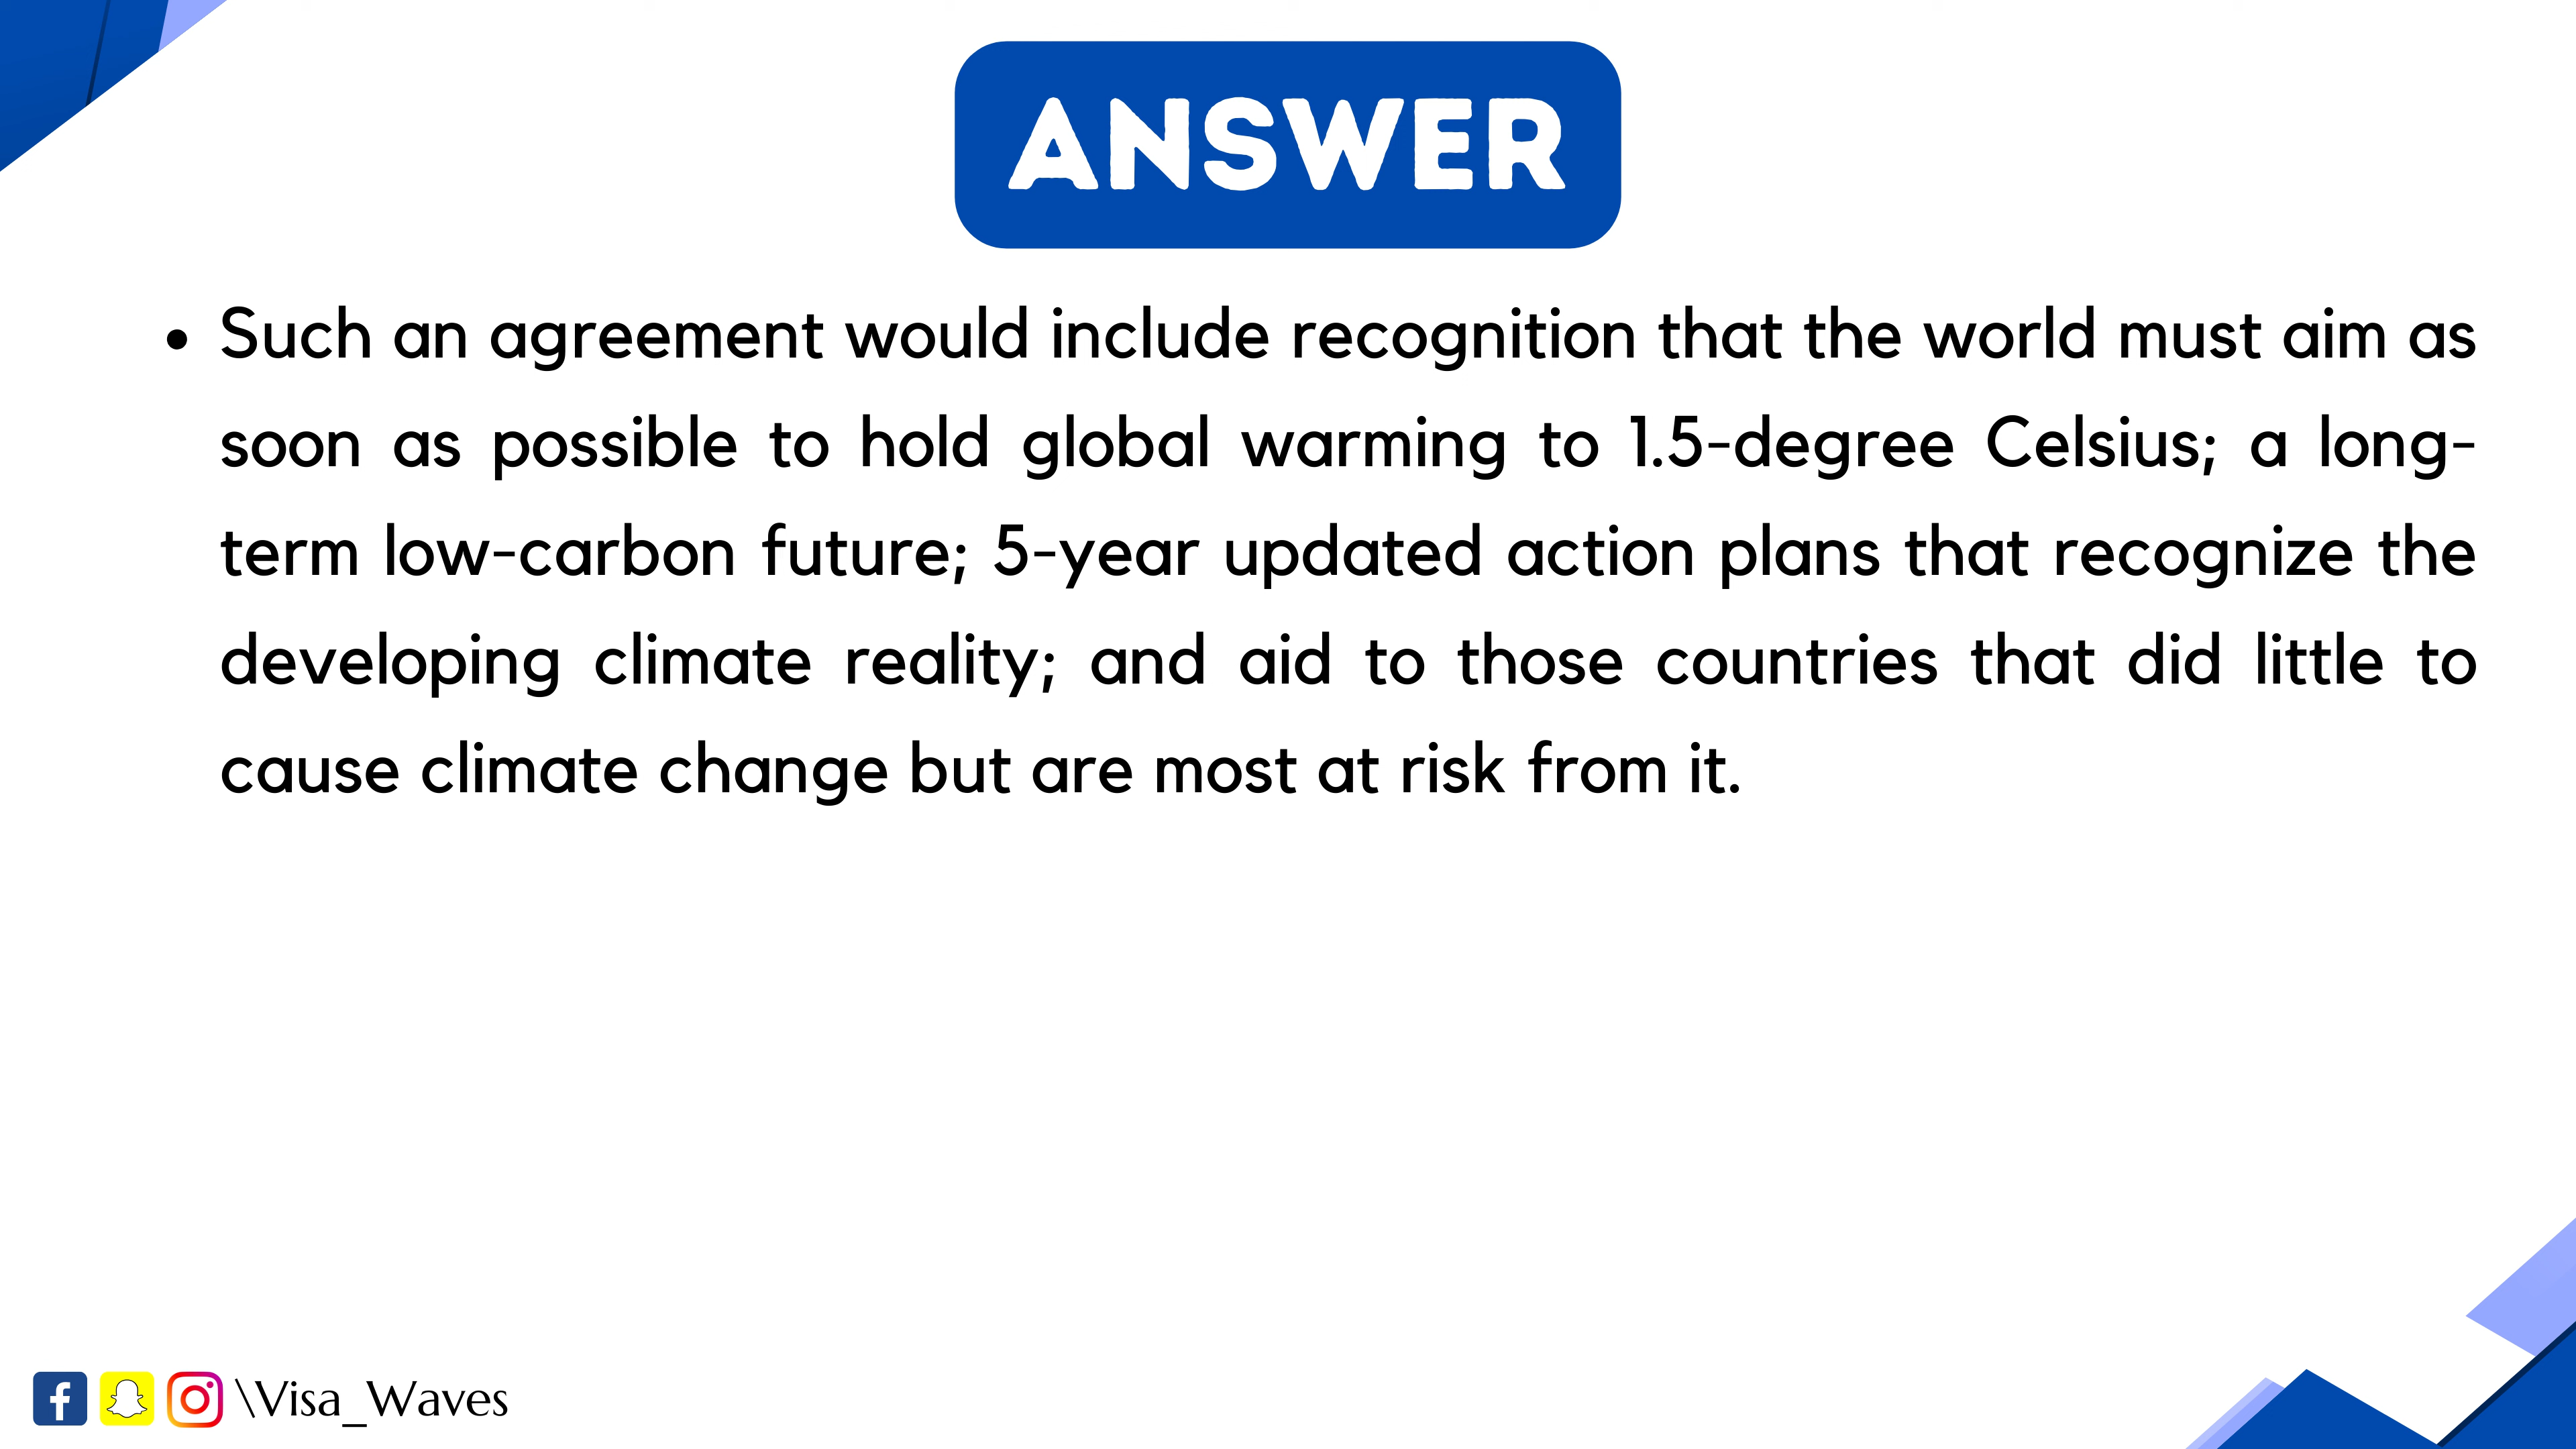 ANSWER
• Such an agreement would include recognition that the world must aim as
soon as possible to hold global warming to 1.5-degree Celsius; a long-
term low-carbon future; 5-year updated action plans that recognize the
developing climate reality; and aid to those countries that did little to
cause climate change but are most at risk from it.
\Visa_Waves